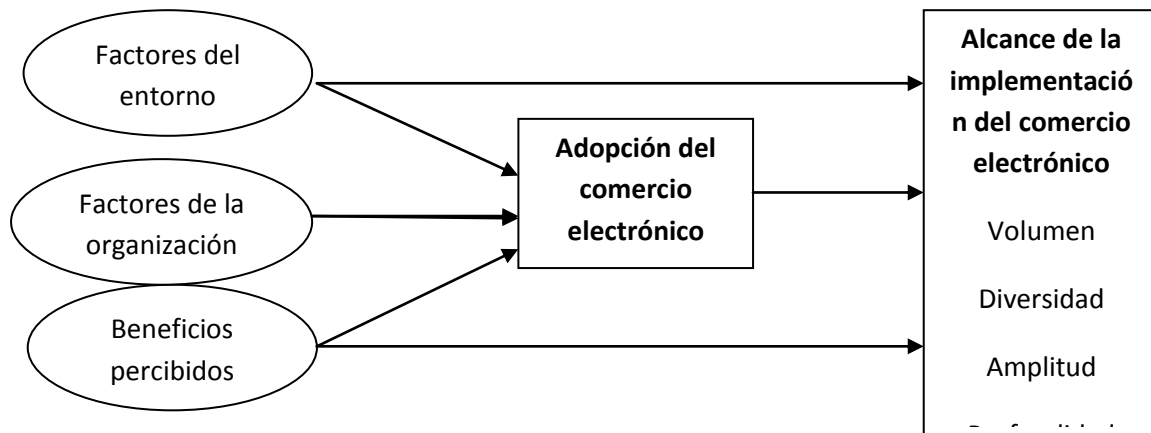 Factores del
entorno
Factores de la
organización
Beneficios
percibidos
Adopción del
comercio
electrónico
Alcance de la
implementació
n del comercio
electrónico
Volumen
Diversidad
Amplitud